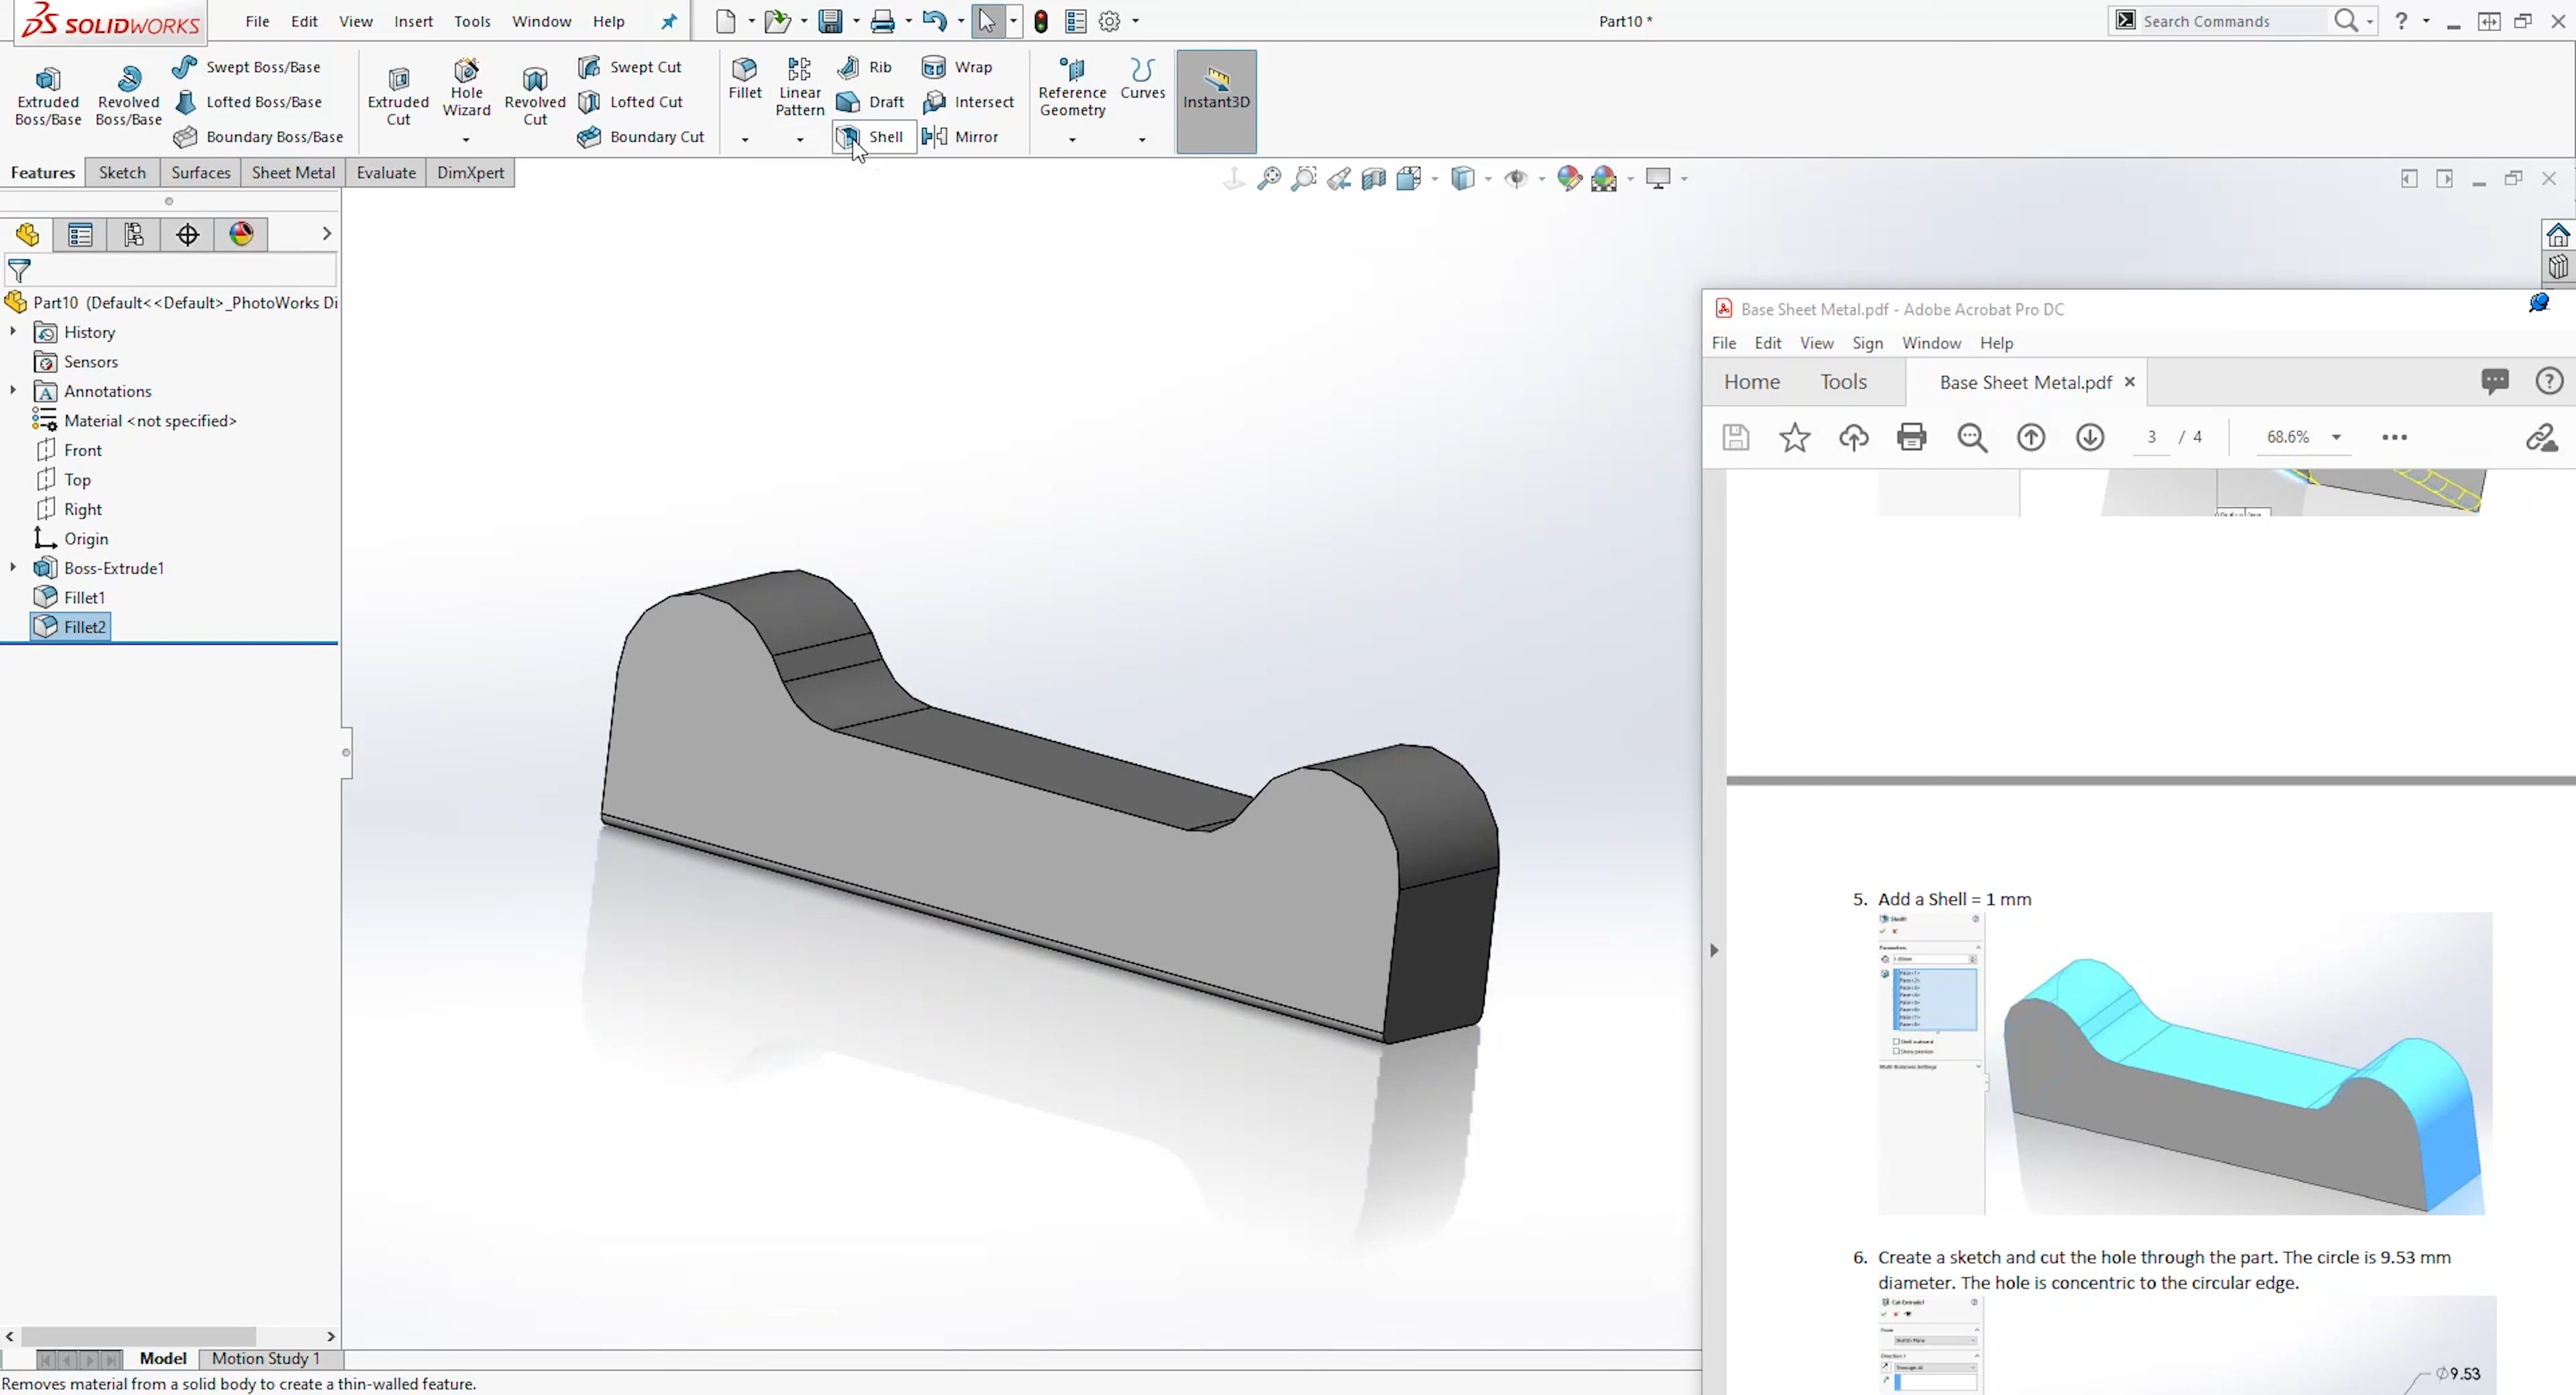 SOLIDWORKS File Edit View Insert Tools Window Help
Part10 *
Search Commands
Extruded Boss/Base
Revolved Boss/Base
Swept Boss/Base
Lofted Boss/Base
Boundary Boss/Base
Extruded Cut
Hole Wizard
Revolved Cut
Swept Cut
Lofted Cut
Boundary Cut
Fillet
Linear Pattern
Rib
Draft
Shell
Wrap
Intersect
Mirror
Reference Geometry
Curves
Instant3D
Features Sketch Surfaces Sheet Metal Evaluate DimXpert
Part10 (Default<<Default>_PhotoWorks Di
History
Sensors
Annotations
Material <not specified>
Front
Top
Right
Origin
Boss-Extrude1
Fillet1
Fillet2
Model Motion Study 1
Removes material from a solid body to create a thin-walled feature.
Base Sheet Metal.pdf - Adobe Acrobat Pro DC
File Edit View Sign Window Help
Home Tools Base Sheet Metal.pdf ×
3 / 4 68.6%
5. Add a Shell = 1 mm
6. Create a sketch and cut the hole through the part. The circle is 9.53 mm
diameter. The hole is concentric to the circular edge.
Sketch Plane
Through All
∅9.53